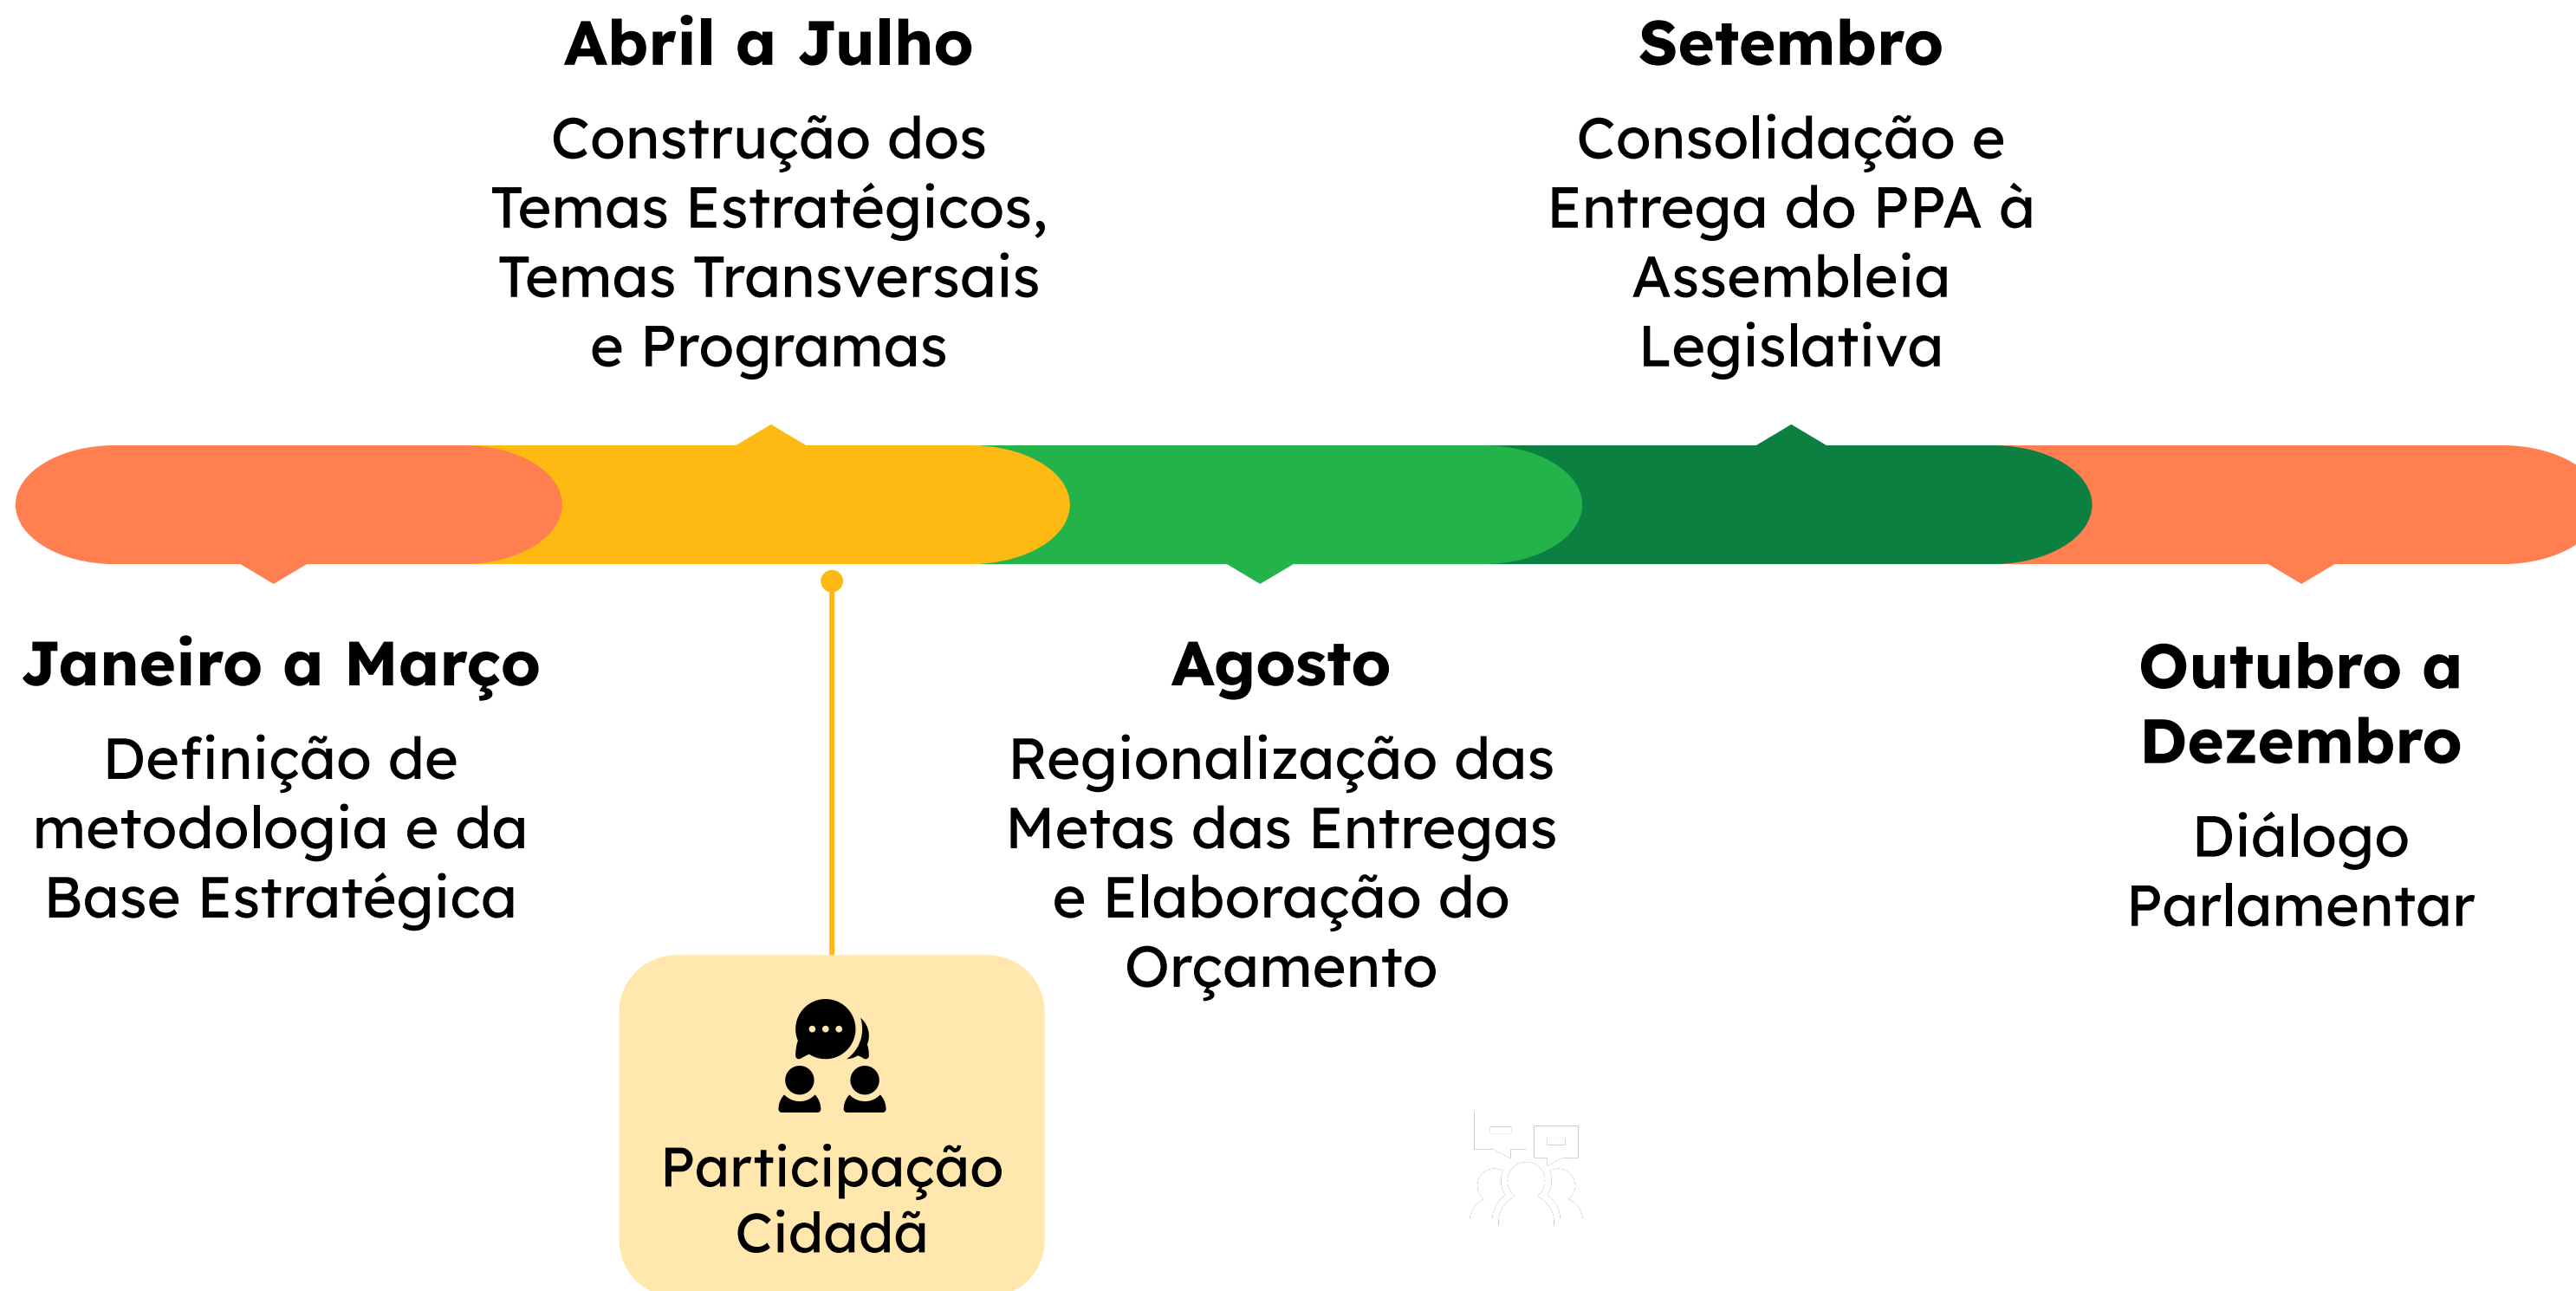 Abril a Julho
Construção dos
Temas Estratégicos,
Temas Transversais
e Programas
Setembro
Consolidação e
Entrega do PPA à
Assembleia
Legislativa
Janeiro a Março
Definição de
metodologia e da
Base Estratégica
Participação
Cidadã
Agosto
Regionalização das
Metas das Entregas
e Elaboração do
Orçamento
Outubro a
Dezembro
Diálogo
Parlamentar